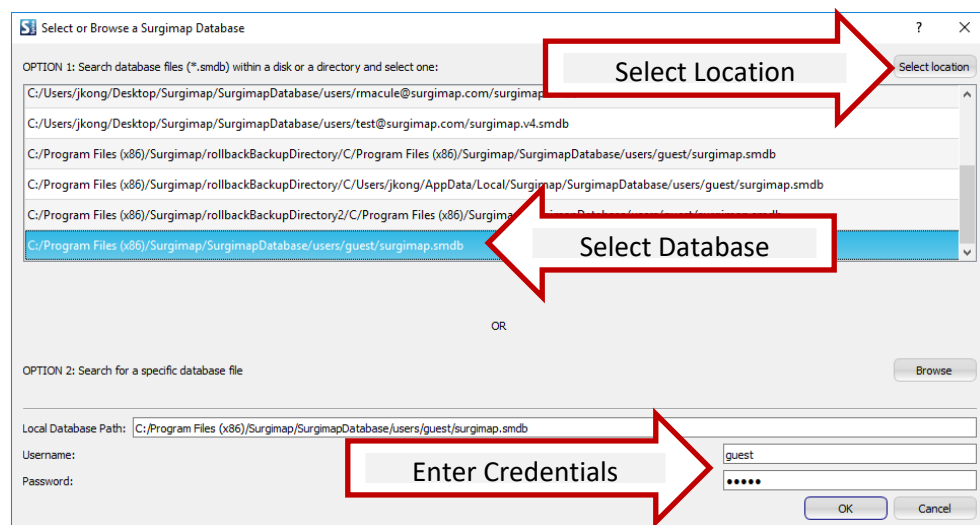 Select or Browse a Surgimap Database
? ×
OPTION 1: Search database files (*.smdb) within a disk or a directory and select one:
Select Location
Select location
C:/Users/jkong/Desktop/Surgimap/SurgimapDatabase/users/rmacule@surgimap.com/surgimap
C:/Users/jkong/Desktop/Surgimap/SurgimapDatabase/users/test@surgimap.com/surgimap.v4.smdb
C:/Program Files (x86)/Surgimap/rollbackBackupDirectory/C/Program Files (x86)/Surgimap/SurgimapDatabase/users/guest/surgimap.smdb
C:/Program Files (x86)/Surgimap/rollbackBackupDirectory/C/Users/jkong/AppData/Local/Surgimap/SurgimapDatabase/users/guest/surgimap.smdb
C:/Program Files (x86)/Surgimap/rollbackBackupDirectory2/C/Program Files (x86)/Surgimap/SurgimapDatabase/users/guest/surgimap.smdb
C:/Program Files (x86)/Surgimap/SurgimapDatabase/users/guest/surgimap.smdb
Select Database
OR
OPTION 2: Search for a specific database file
Browse
Local Database Path: C:/Program Files (x86)/Surgimap/SurgimapDatabase/users/guest/surgimap.smdb
Username: guest
Enter Credentials
Password: •••••
OK Cancel